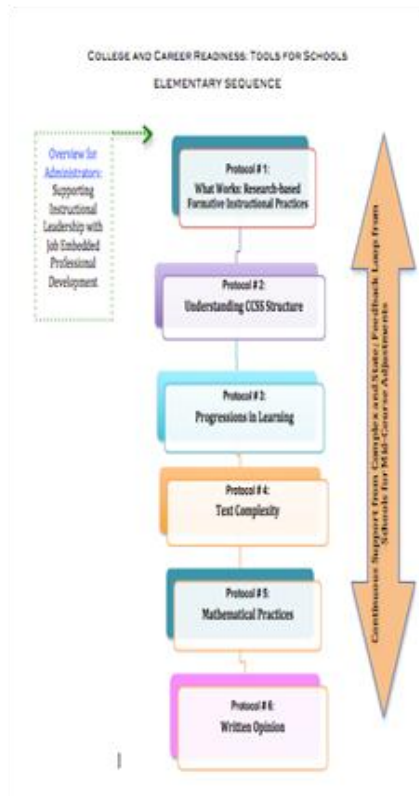 COLLEGE AND CAREER READINESS: TOOLS FOR SCHOOLS
ELEMENTARY SEQUENCE
Overview for
Administrators:
Supporting
Instructional
Leadership with
Job Embedded
Professional
Development
Protocol # 1:
What Works: Research-based
Formative Instructional Practices
Protocol # 2:
Understanding CCSS Structure
Protocol # 3:
Progressions in Learning
Protocol # 4:
Text Complexity
Protocol # 5:
Mathematical Practices
Protocol # 6:
Written Opinion
Continuous Support from Complex and State; Feedback Loop from
Schools for Mid-Course Adjustments